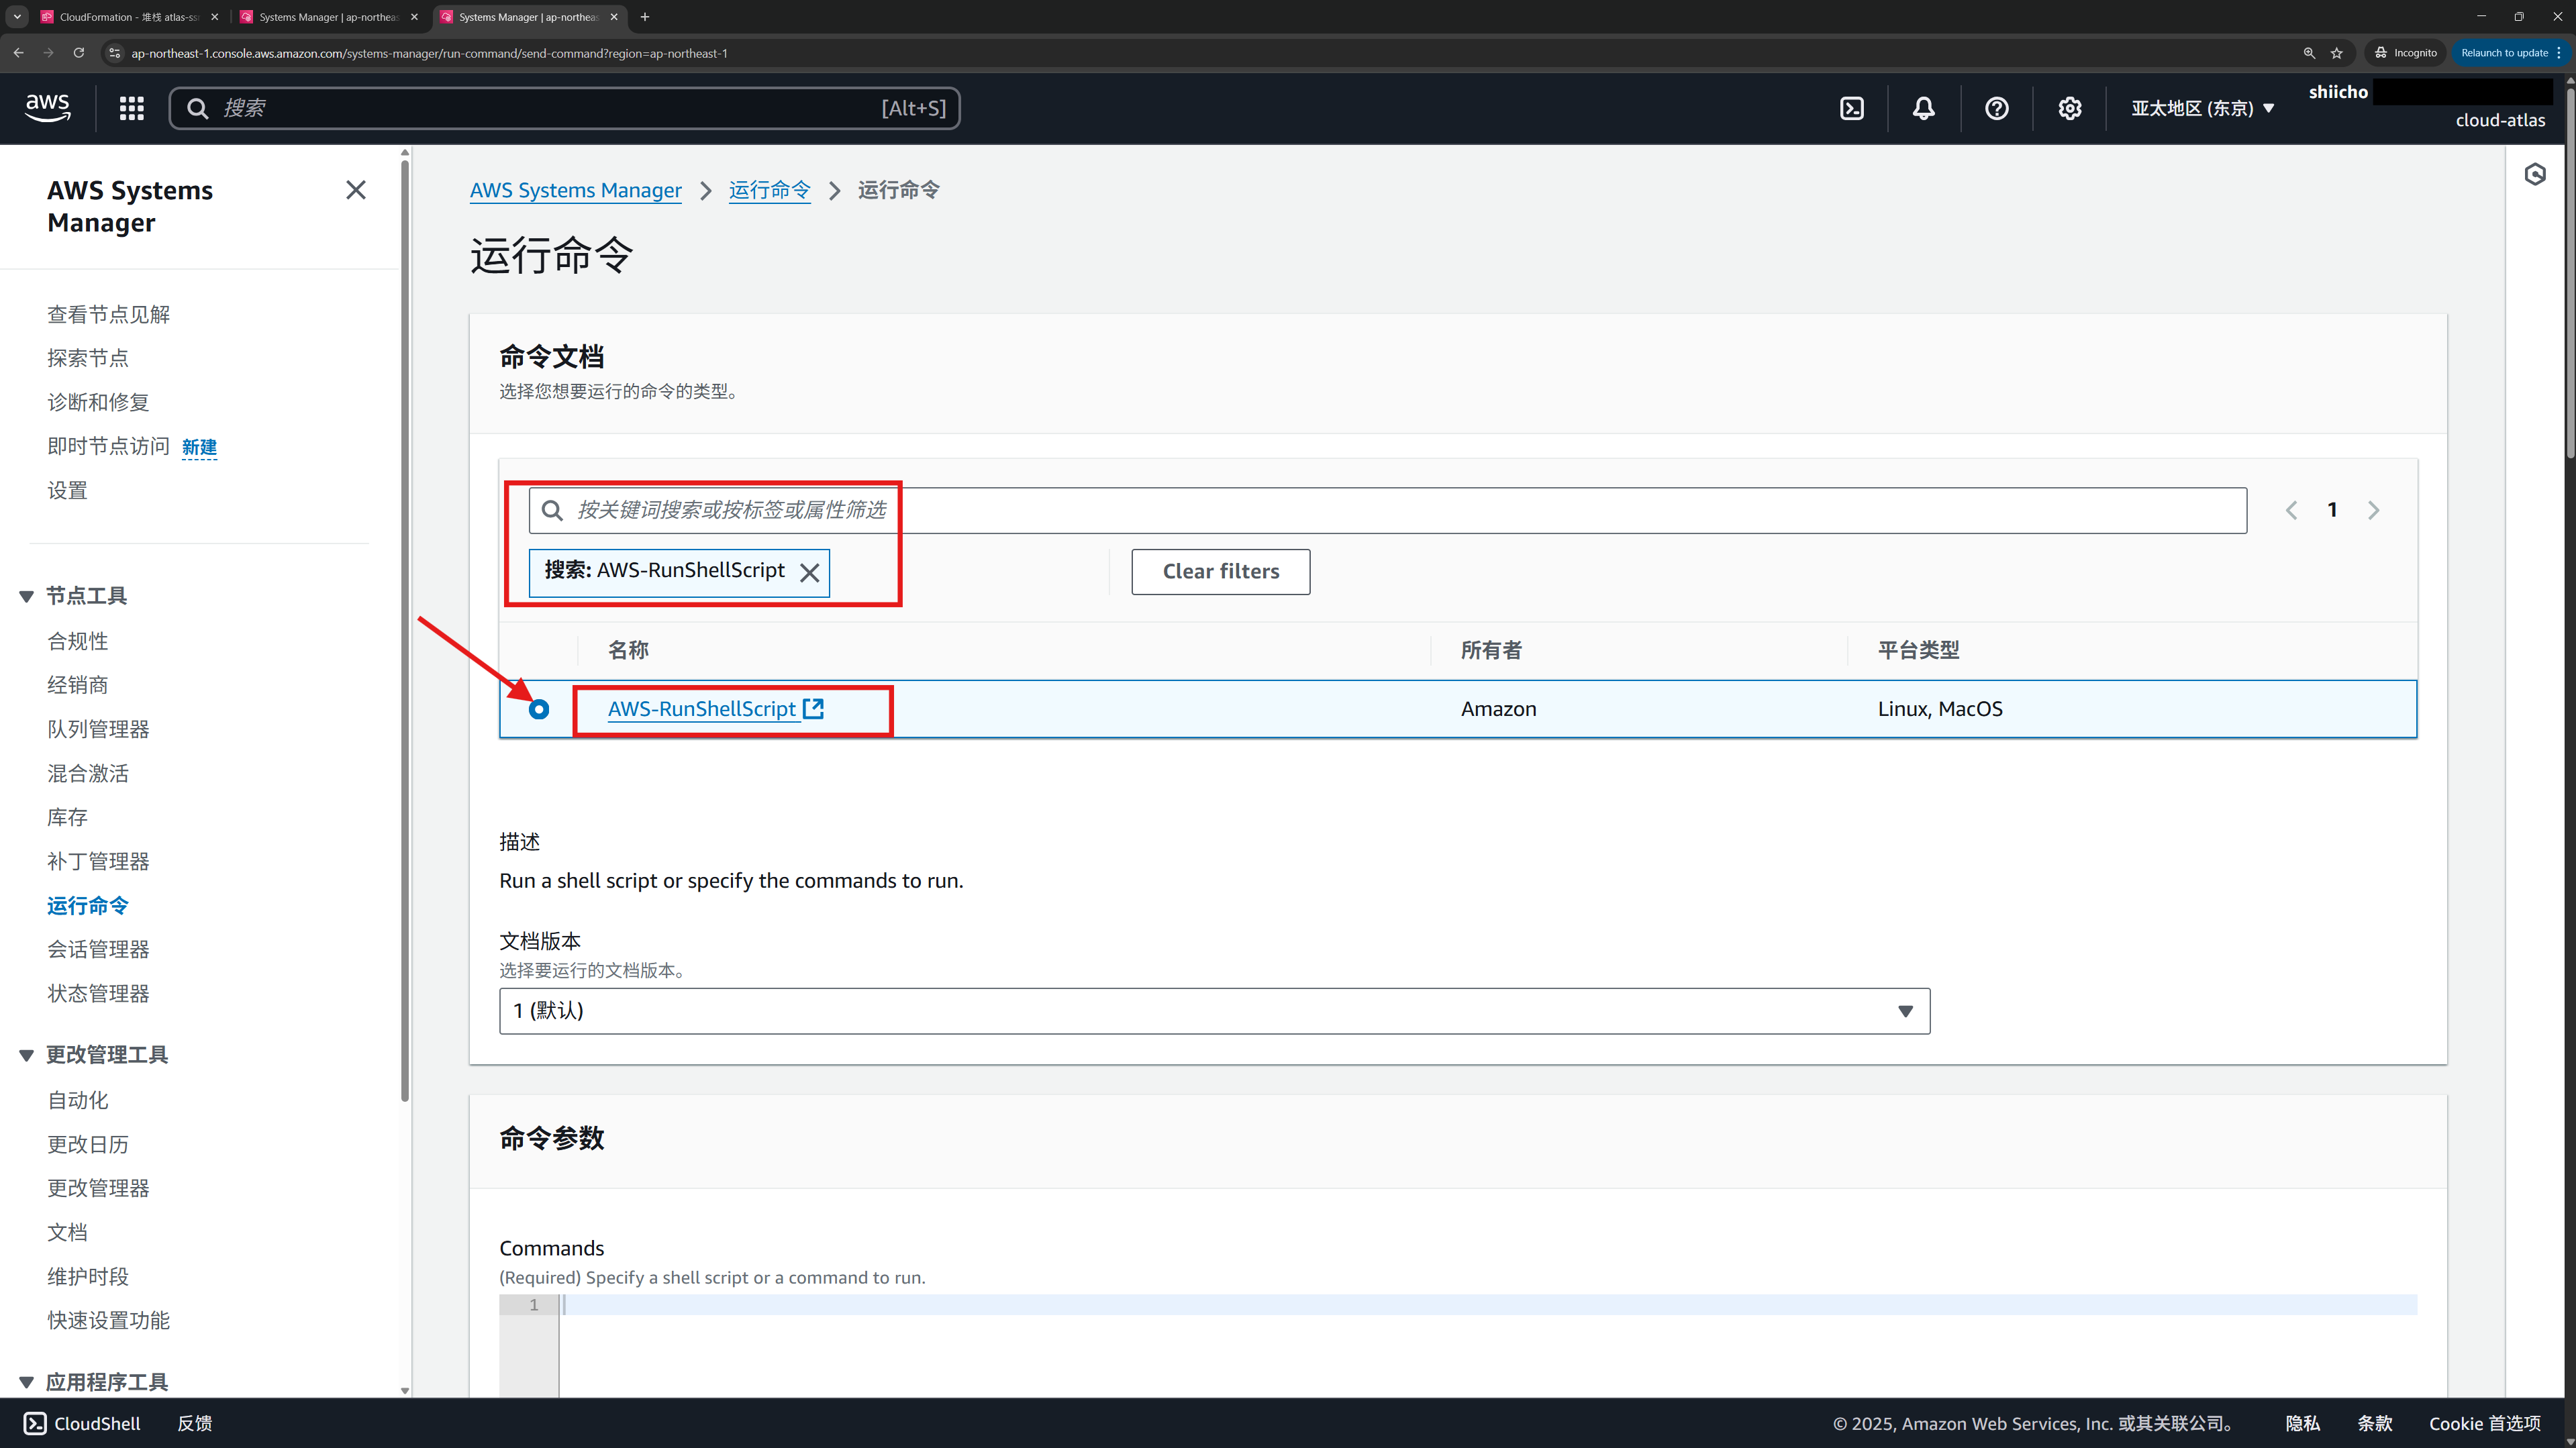 CloudFormation - 堆栈 atlas-ssm
Systems Manager | ap-northeas
Systems Manager | ap-northeas
ap-northeast-1.console.aws.amazon.com/systems-manager/run-command/send-command?region=ap-northeast-1
Incognito
Relaunch to update
aws
搜索
[Alt+S]
亚太地区 (东京)
shiicho
cloud-atlas
AWS Systems
Manager
查看节点见解
探索节点
诊断和修复
即时节点访问 新建
设置
节点工具
合规性
经销商
队列管理器
混合激活
库存
补丁管理器
运行命令
会话管理器
状态管理器
更改管理工具
自动化
更改日历
更改管理器
文档
维护时段
快速设置功能
应用程序工具
AWS Systems Manager > 运行命令 > 运行命令
运行命令
命令文档
选择您想要运行的命令的类型。
按关键词搜索或按标签或属性筛选
1
搜索: AWS-RunShellScript
Clear filters
名称 所有者 平台类型
AWS-RunShellScript Amazon Linux, MacOS
描述
Run a shell script or specify the commands to run.
文档版本
选择要运行的文档版本。
1 (默认)
命令参数
Commands
(Required) Specify a shell script or a command to run.
1
CloudShell 反馈
© 2025, Amazon Web Services, Inc. 或其关联公司。 隐私 条款 Cookie 首选项